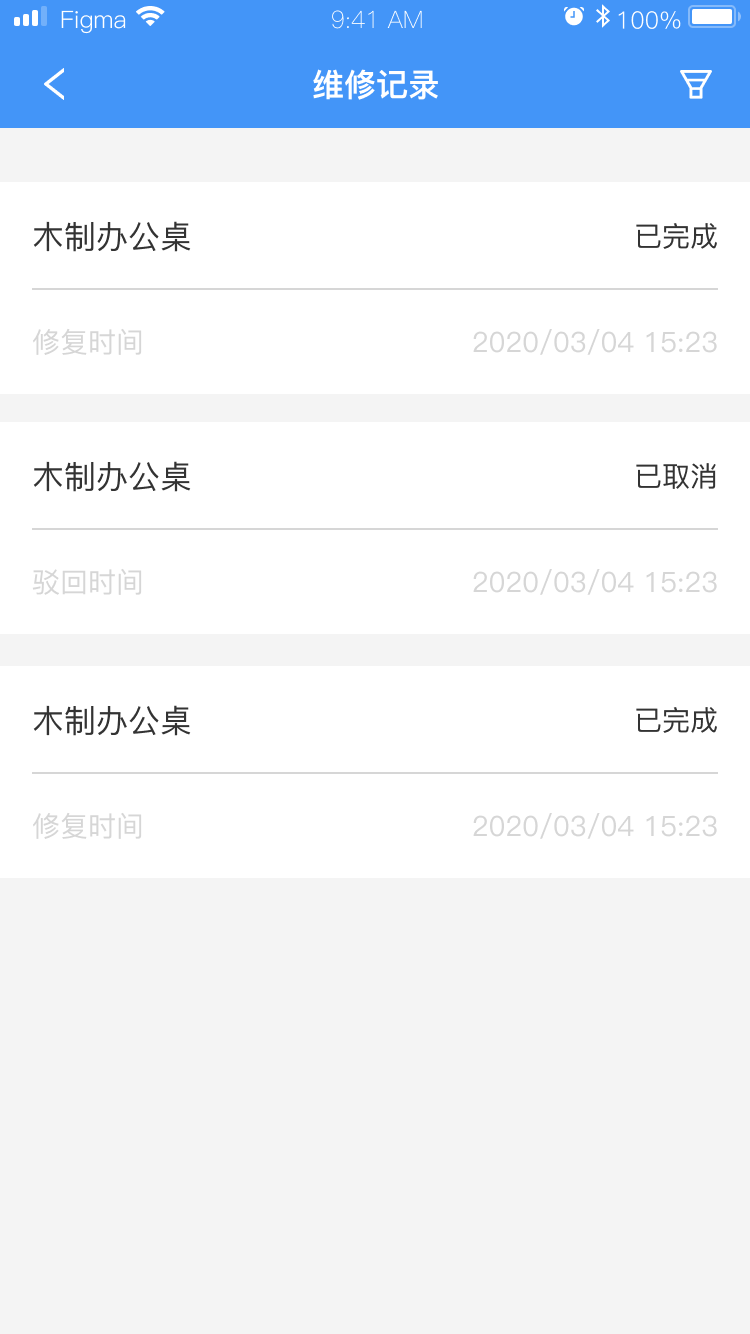 Figma 9:41 AM 100%
维修记录
木制办公桌 已完成
修复时间 2020/03/04 15:23
木制办公桌 已取消
驳回时间 2020/03/04 15:23
木制办公桌 已完成
修复时间 2020/03/04 15:23